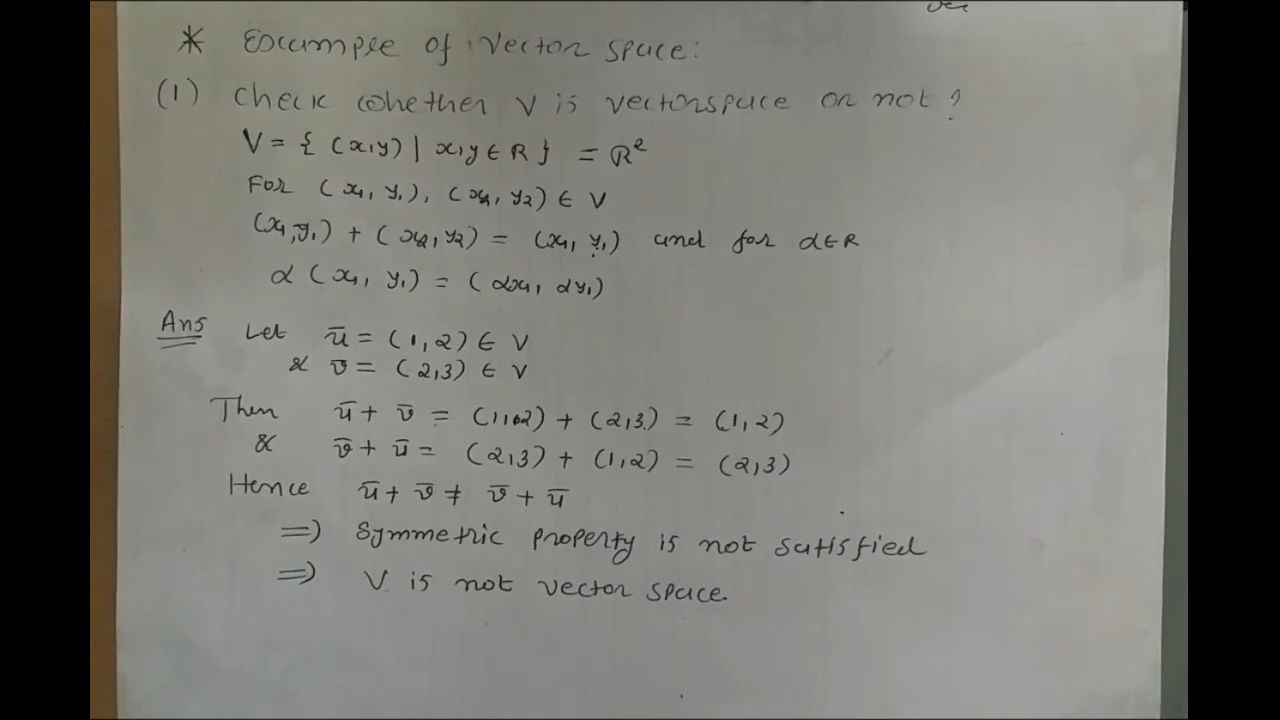 * Example of vector space:
(1) Check whether V is vectorspace or not?
V = { (x,y) | x,y ∈ R } = R²
For (x₁, y₁), (x₂, y₂) ∈ V
(x₁,y₁) + (x₂,y₂) = (x₁, y₁) and for α∈R
α (x₁, y₁) = (αx₁, αy₁)
Ans Let ū = (1,2) ∈ V
& v̄ = (2,3) ∈ V
Then ū + v̄ = (1,2) + (2,3) = (1,2)
& v̄ + ū = (2,3) + (1,2) = (2,3)
Hence ū + v̄ ≠ v̄ + ū
⇒ Symmetric property is not satisfied
⇒ V is not vector space.